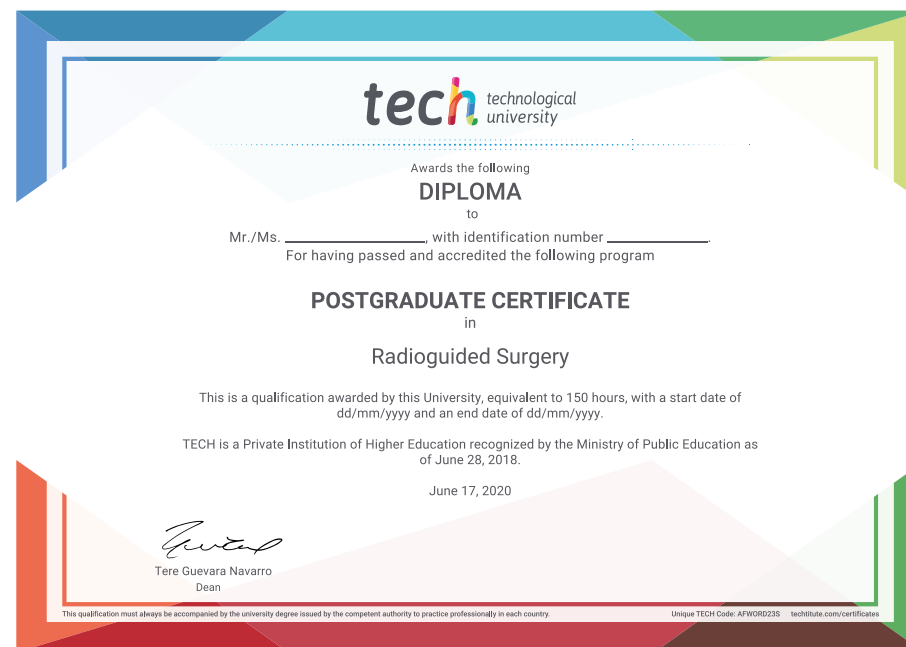 tech technological
university
Awards the following
DIPLOMA
to
Mr./Ms. ____________________, with identification number ______________.
For having passed and accredited the following program
POSTGRADUATE CERTIFICATE
in
Radioguided Surgery
This is a qualification awarded by this University, equivalent to 150 hours, with a start date of
dd/mm/yyyy and an end date of dd/mm/yyyy.
TECH is a Private Institution of Higher Education recognized by the Ministry of Public Education as
of June 28, 2018.
June 17, 2020
Tere Guevara Navarro
Dean
This qualification must always be accompanied by the university degree issued by the competent authority to practice professionally in each country. Unique TECH Code: AFWORD23S techtitute.com/certificates